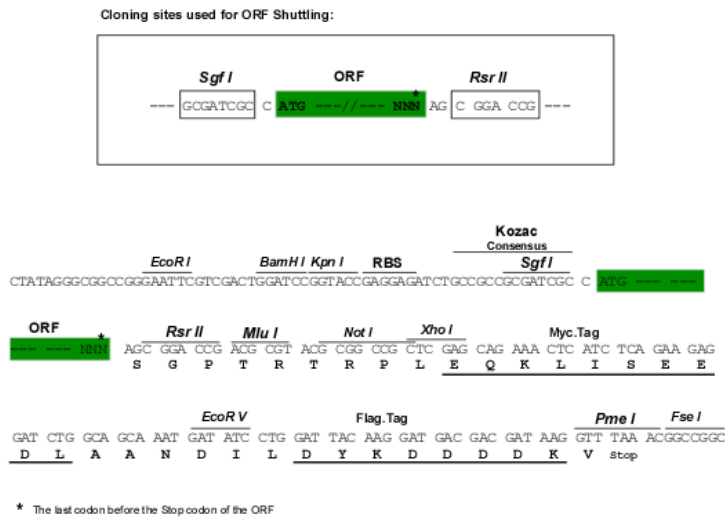 Cloning sites used for ORF Shuttling:
Sgf I ORF Rsr II
*
--- GCGATCGC C ATG ---//--- NNN AG C GGA CCG ---
Kozac
Consensus
EcoR I BamH I Kpn I RBS Sgf I
CTATAGGGCGGCCGGGAATTCGTCGACTGGATCCGGTACCGAGGAGATCTGCCGCCGCGATCGC C ATG --- ---
ORF Rsr II Mlu I Not I Xho I Myc.Tag
*
--- --- NNN AGC GGA CCG ACG CGT ACG CGG CCG CTC GAG CAG AAA CTC ATC TCA GAA GAG
S G P T R T R P L E Q K L I S E E
EcoR V Flag.Tag Pme I Fse I
GAT CTG GCA GCA AAT GAT ATC CTG GAT TAC AAG GAT GAC GAC GAT AAG GTT TAA ACGGCCGGC
D L A A N D I L D Y K D D D D K V Stop
* The last codon before the Stop codon of the ORF